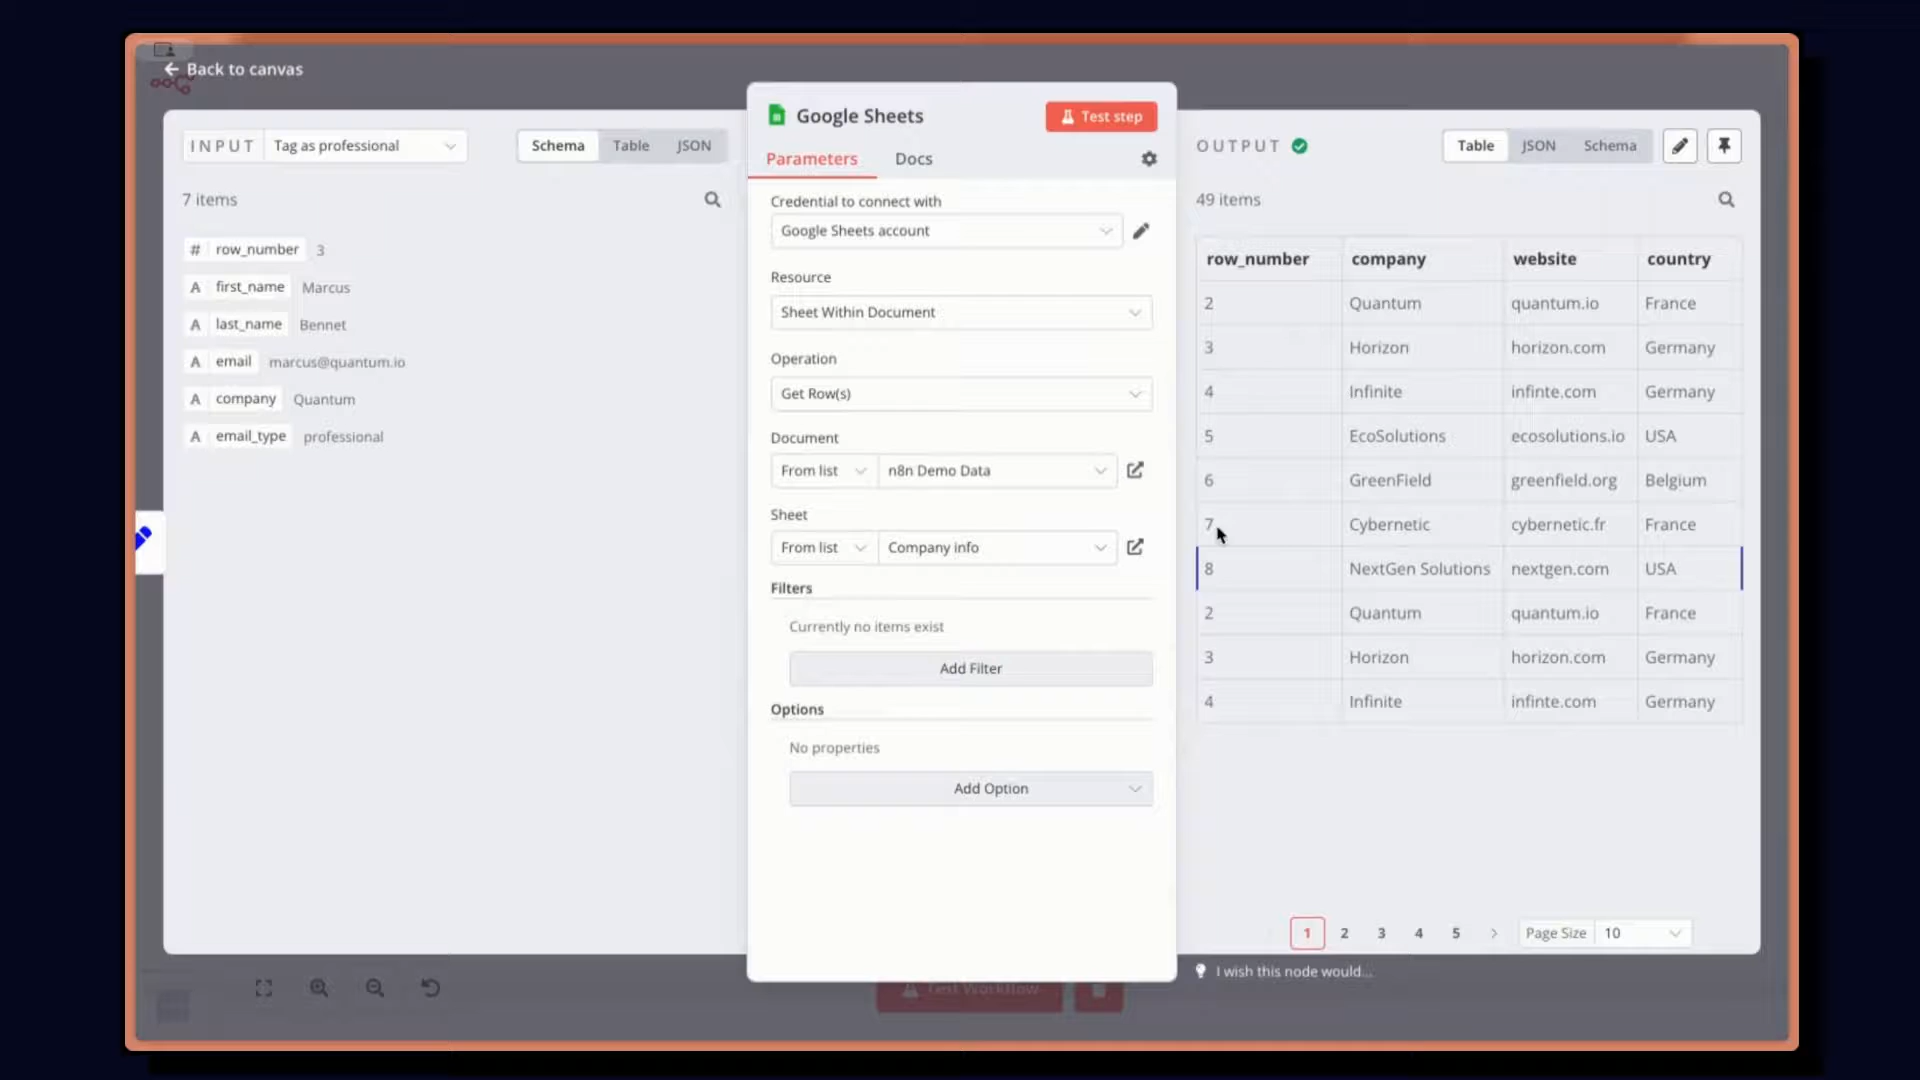 Back to canvas
INPUT Tag as professional
Schema Table JSON
7 items
# row_number 3
A first_name Marcus
A last_name Bennet
A email marcus@quantum.io
A company Quantum
A email_type professional
Google Sheets
Test step
Parameters Docs
Credential to connect with
Google Sheets account
Resource
Sheet Within Document
Operation
Get Row(s)
Document
From list n8n Demo Data
Sheet
From list Company info
Filters
Currently no items exist
Add Filter
Options
No properties
Add Option
OUTPUT
Table JSON Schema
49 items
row_number company website country
2 Quantum quantum.io France
3 Horizon horizon.com Germany
4 Infinite infinte.com Germany
5 EcoSolutions ecosolutions.io USA
6 GreenField greenfield.org Belgium
7 Cybernetic cybernetic.fr France
8 NextGen Solutions nextgen.com USA
2 Quantum quantum.io France
3 Horizon horizon.com Germany
4 Infinite infinte.com Germany
1 2 3 4 5 Page Size 10
I wish this node would...
Test Workflow